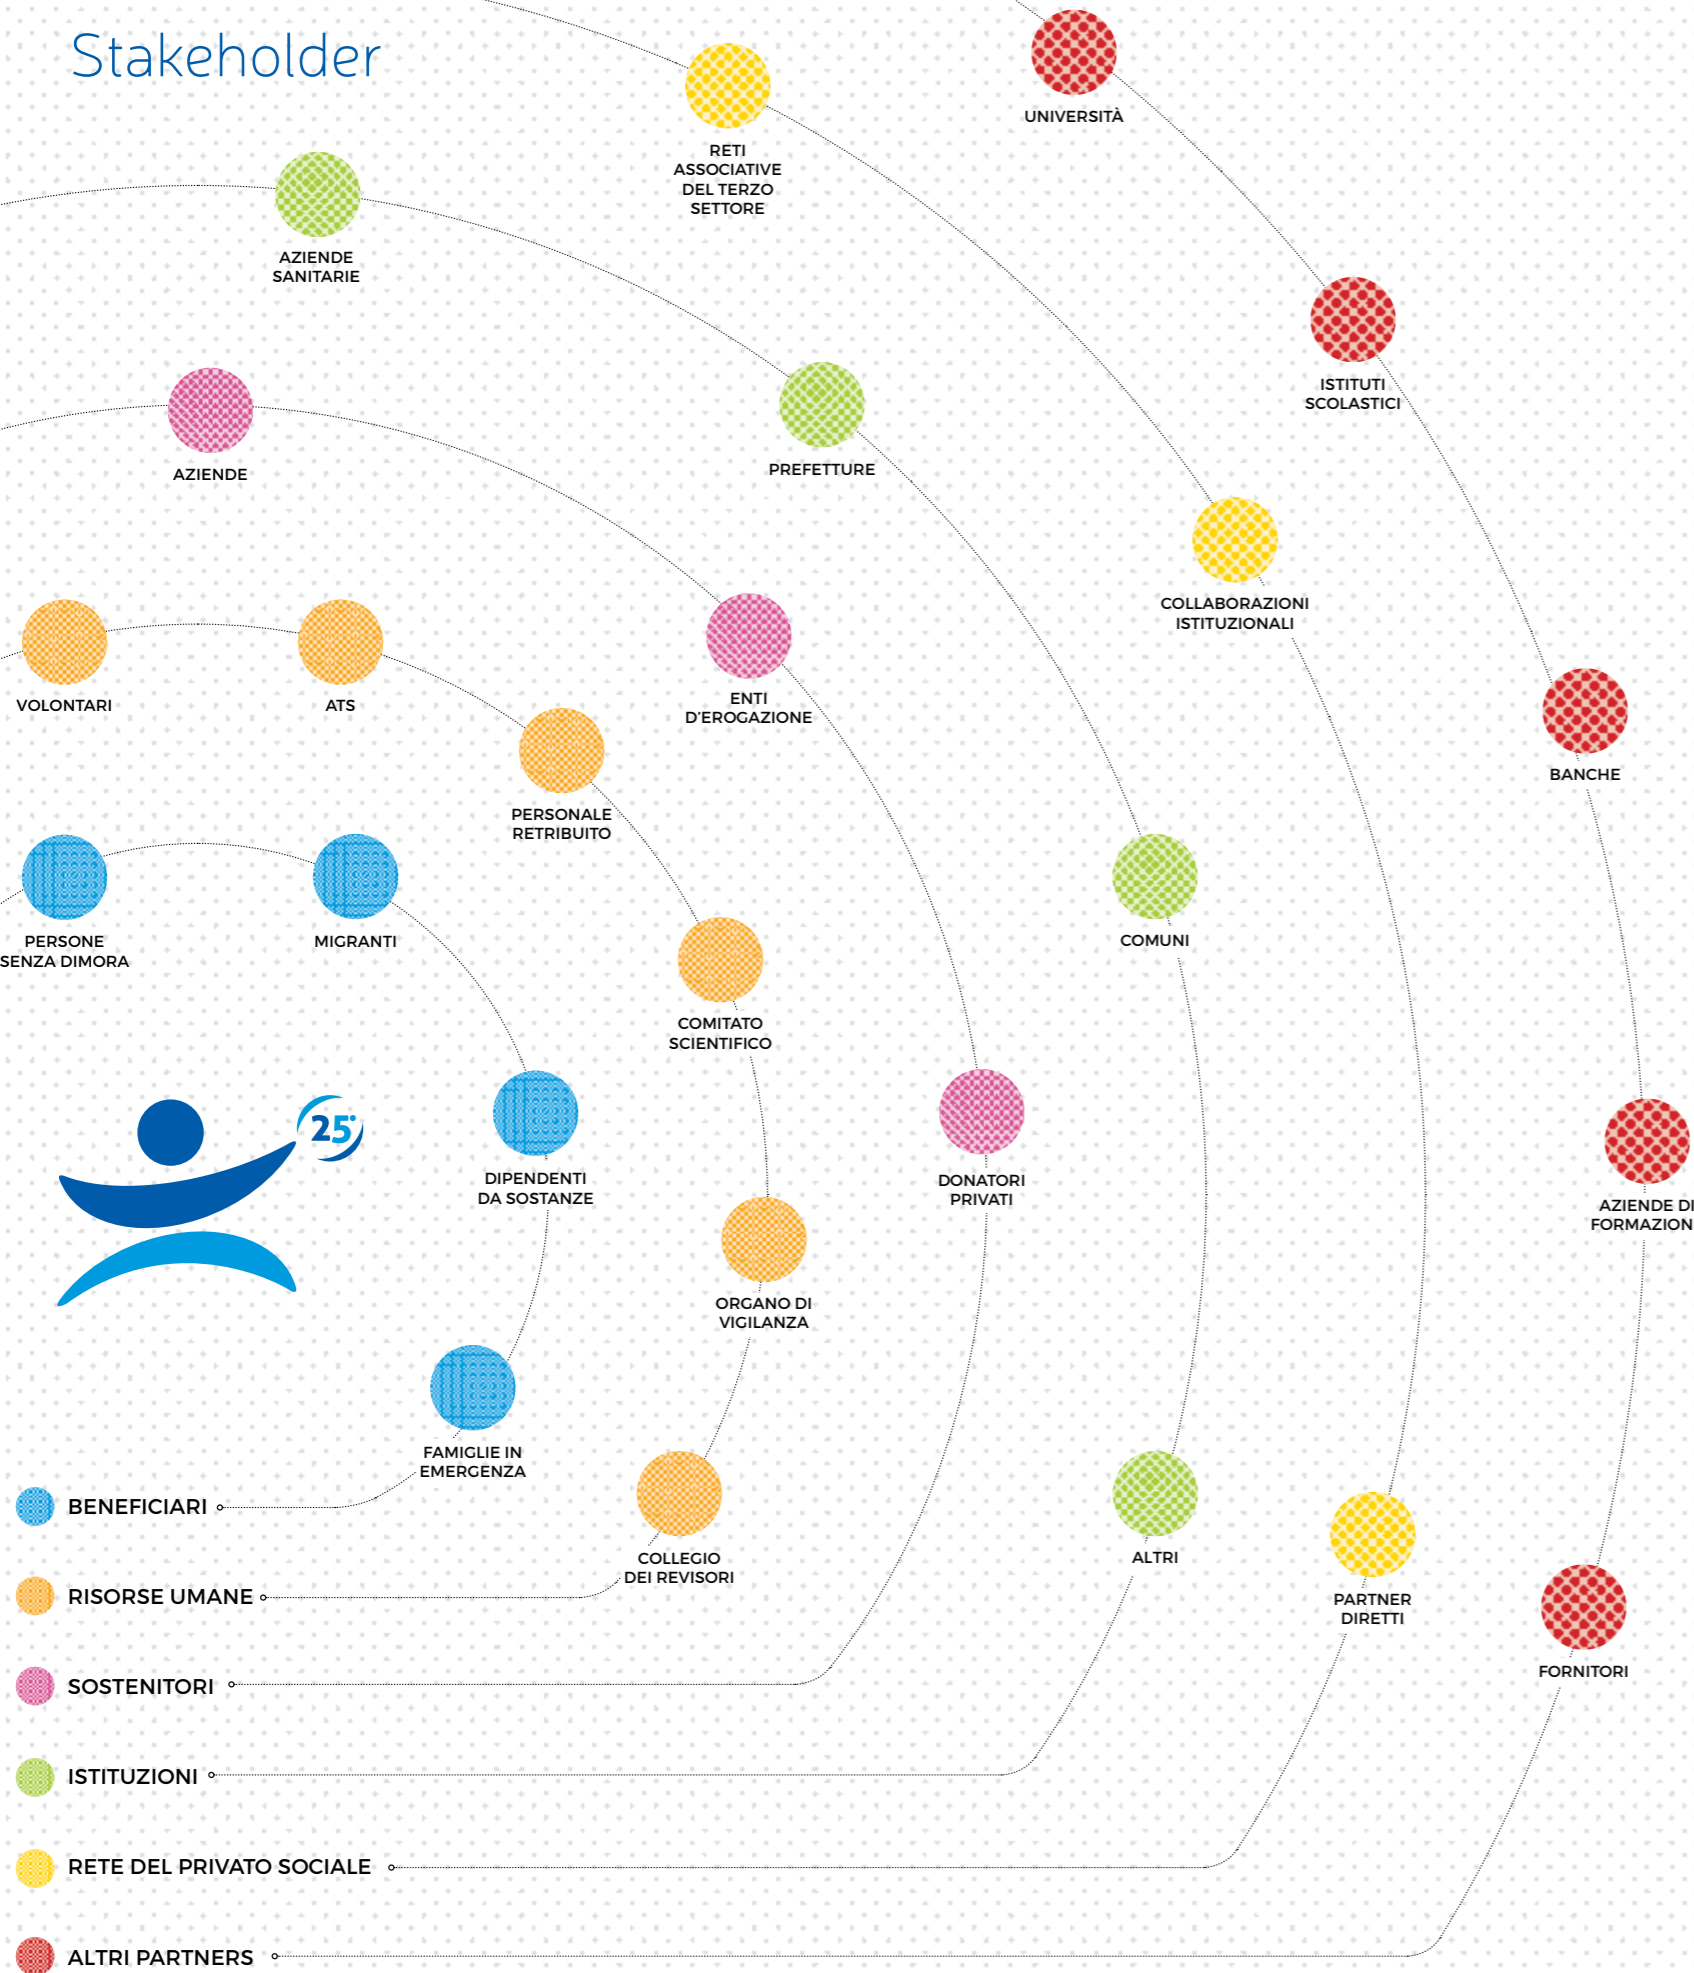 Stakeholder
UNIVERSITÀ
RETI
ASSOCIATIVE
DEL TERZO
SETTORE
AZIENDE
SANITARIE
ISTITUTI
SCOLASTICI
AZIENDE
PREFETTURE
COLLABORAZIONI
ISTITUZIONALI
VOLONTARI
ATS
ENTI
D'EROGAZIONE
BANCHE
PERSONALE
RETRIBUITO
PERSONE
SENZA DIMORA
MIGRANTI
COMUNI
COMITATO
SCIENTIFICO
25°
DIPENDENTI
DA SOSTANZE
DONATORI
PRIVATI
AZIENDE DI
FORMAZION
ORGANO DI
VIGILANZA
FAMIGLIE IN
EMERGENZA
BENEFICIARI
COLLEGIO
DEI REVISORI
ALTRI
RISORSE UMANE
PARTNER
DIRETTI
FORNITORI
SOSTENITORI
ISTITUZIONI
RETE DEL PRIVATO SOCIALE
ALTRI PARTNERS